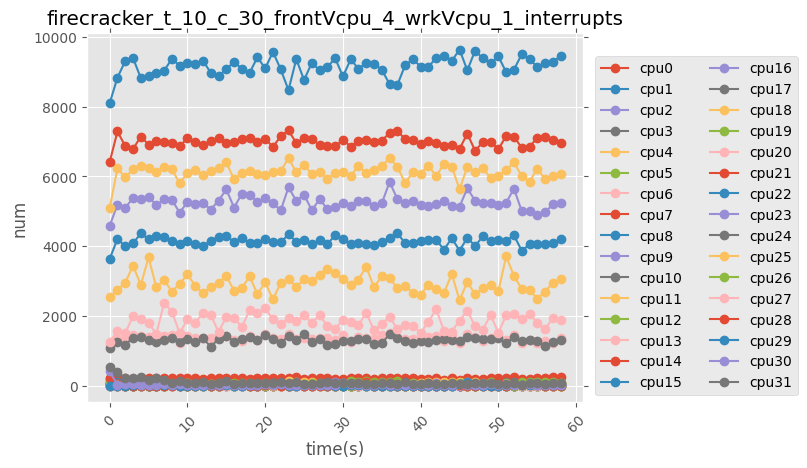 firecracker_t_10_c_30_frontVcpu_4_wrkVcpu_1_interrupts
10000
8000
6000
4000
2000
0
num
0
10
20
30
40
50
60
time(s)
cpu0
cpu1
cpu2
cpu3
cpu4
cpu5
cpu6
cpu7
cpu8
cpu9
cpu10
cpu11
cpu12
cpu13
cpu14
cpu15
cpu16
cpu17
cpu18
cpu19
cpu20
cpu21
cpu22
cpu23
cpu24
cpu25
cpu26
cpu27
cpu28
cpu29
cpu30
cpu31